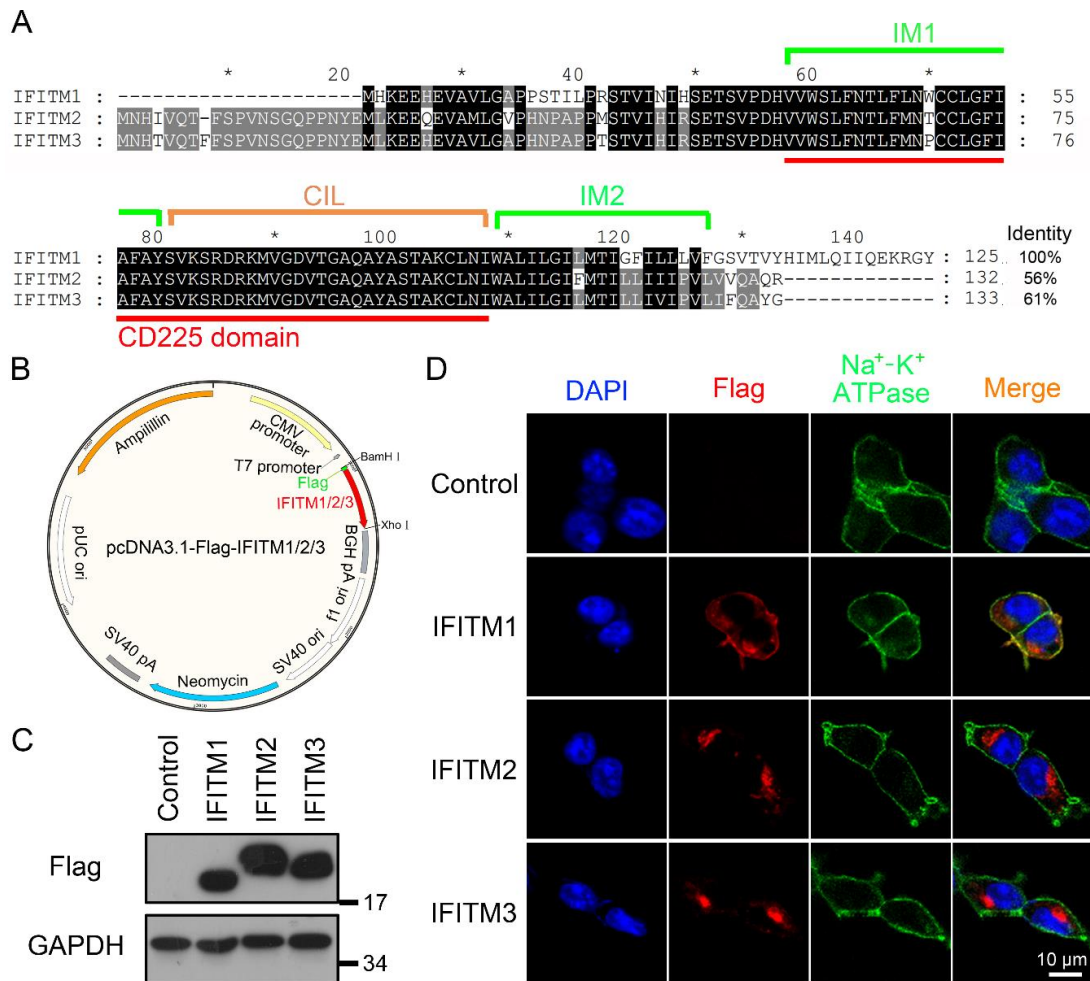 A
IM1
* 20 * 40 * 60 *
IFITM1 : ---------------------MHKEEHEVAVLGAPPSTILPRSTVINIHSETSVPDHVVWSLFNTLFLNWCCLGFI : 55
IFITM2 : MNHIVQT-FSPVNSGQPPNYEMLKEEQEVAMLGVPHNPAPPMSTVIHIRSETSVPDHVVWSLFNTLFMNTCCLGFI : 75
IFITM3 : MNHTVQTFFSPVNSGQPPNYEMLKEEHEVAVLGAPHNPAPPTSTVIHIRSETSVPDHVVWSLFNTLFMNPCCLGFI : 76
CIL IM2
80 * 100 * 120 * 140 Identity
IFITM1 : AFAYSVKSRDRKMVGDVTGAQAYASTAKCLNIWALILGILMTIGFILLLVFGSVTVYHIMLQIIQEKRGY : 125 100%
IFITM2 : AFAYSVKSRDRKMVGDVTGAQAYASTAKCLNIWALILGIFMTILLIIIPVLVVQAQR------------- : 132 56%
IFITM3 : AFAYSVKSRDRKMVGDVTGAQAYASTAKCLNIWALILGILMTILLIVIPVLIFQAYG------------- : 133 61%
CD225 domain
B
CMV promoter
T7 promoter
BamH I
Flag
IFITM1/2/3
Xho I
BGH pA
f1 ori
SV40 ori
Neomycin
SV40 pA
pUC ori
Ampilillin
pcDNA3.1-Flag-IFITM1/2/3
C
Control IFITM1 IFITM2 IFITM3
Flag
17
GAPDH
34
D
DAPI Flag Na⁺-K⁺ ATPase Merge
Control
IFITM1
IFITM2
IFITM3
10 µm